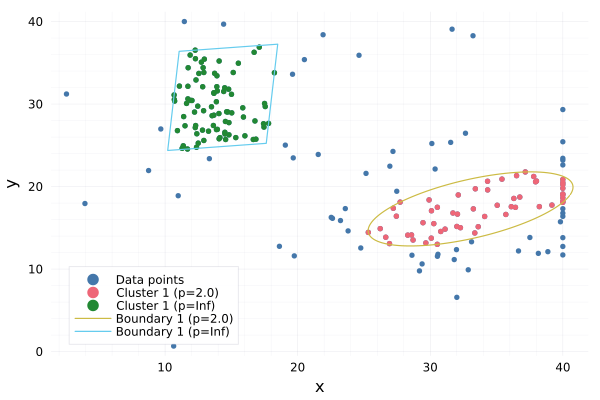 40
30
20
10
0
y
Data points
Cluster 1 (p=2.0)
Cluster 1 (p=Inf)
Boundary 1 (p=2.0)
Boundary 1 (p=Inf)
10
20
30
40
x